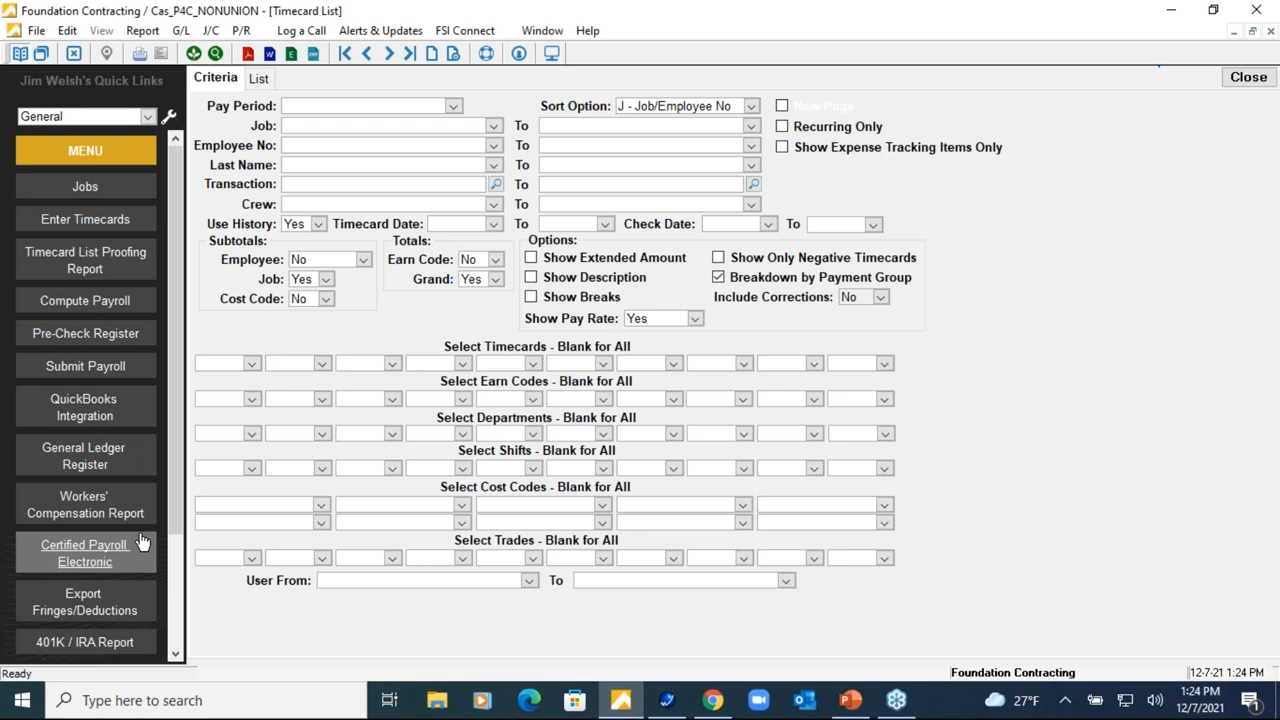 Foundation Contracting / Cas_P4C_NONUNION - [Timecard List]
File Edit View Report G/L J/C P/R Log a Call Alerts & Updates FSI Connect Window Help
Jim Welsh's Quick Links
General
MENU
Jobs
Enter Timecards
Timecard List Proofing
Report
Compute Payroll
Pre-Check Register
Submit Payroll
QuickBooks
Integration
General Ledger
Register
Workers'
Compensation Report
Certified Payroll
Electronic
Export
Fringes/Deductions
401K / IRA Report
Criteria List Close
Pay Period: Sort Option: J - Job/Employee No New Page
Job: To Recurring Only
Employee No: To Show Expense Tracking Items Only
Last Name: To
Transaction: To
Crew: To
Use History: Yes Timecard Date: To Check Date: To
Subtotals: Totals: Options:
Employee: No Earn Code: No Show Extended Amount Show Only Negative Timecards
Job: Yes Grand: Yes Show Description Breakdown by Payment Group
Cost Code: No Show Breaks Include Corrections: No
Show Pay Rate: Yes
Select Timecards - Blank for All
Select Earn Codes - Blank for All
Select Departments - Blank for All
Select Shifts - Blank for All
Select Cost Codes - Blank for All
Select Trades - Blank for All
User From: To
Ready Foundation Contracting 12-7-21 1:24 PM
Type here to search 27°F 1:24 PM
12/7/2021 1